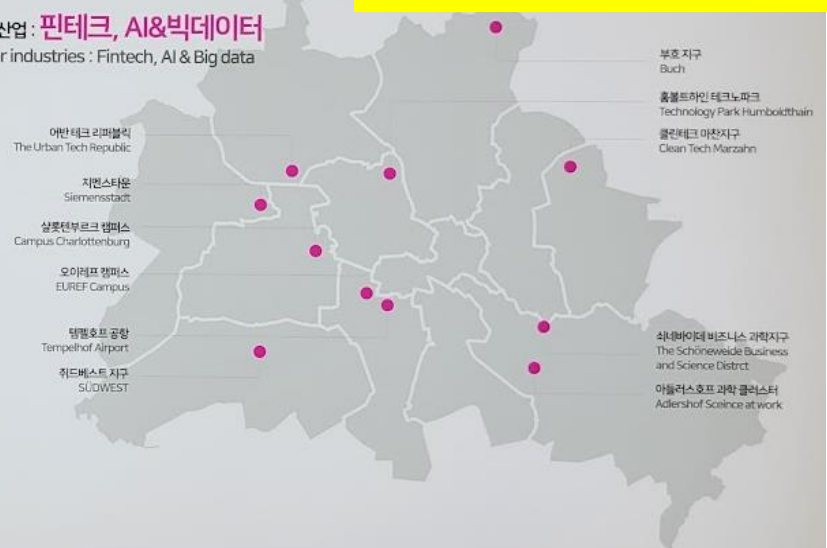 산업 : 핀테크, AI&빅데이터
r industries : Fintech, AI & Big data
어반 테크 리퍼블릭
The Urban Tech Republic
지멘스타운
Siemensstadt
샬롯텐부르크 캠퍼스
Campus Charlottenburg
오이레프 캠퍼스
EUREF Campus
템펠호프 공항
Tempelhof Airport
쥐드베스트 지구
SÜDWEST
부흐 지구
Buch
훔볼트하인 테크노파크
Technology Park Humboldthain
클린테크 마찬지구
Clean Tech Marzahn
쇠네바이데 비즈니스 과학지구
The Schöneweide Business
and Science Distrct
아들러스호프 과학 클러스터
Adlershof Sceince at work